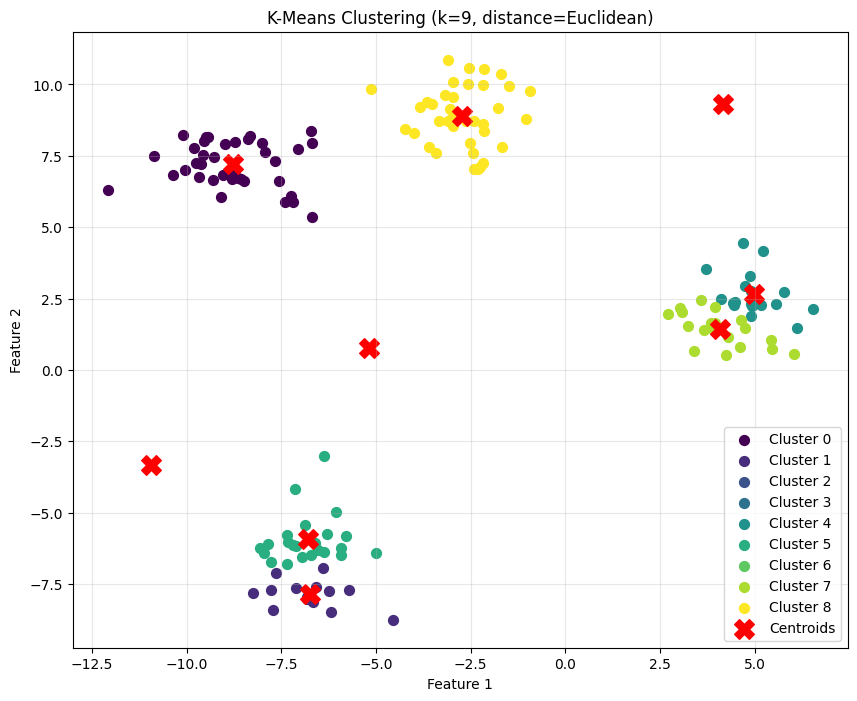 K-Means Clustering (k=9, distance=Euclidean)
10.0
7.5
5.0
2.5
0.0
−2.5
−5.0
−7.5
Feature 2
−12.5 −10.0 −7.5 −5.0 −2.5 0.0 2.5 5.0
Feature 1
Cluster 0
Cluster 1
Cluster 2
Cluster 3
Cluster 4
Cluster 5
Cluster 6
Cluster 7
Cluster 8
Centroids